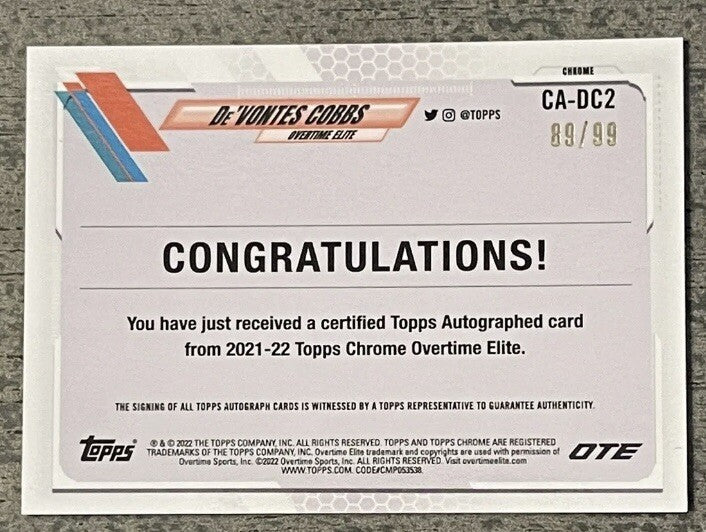 CHROME
De'VONTES COBBS
OVERTIME ELITE
@TOPPS
CA-DC2
89/99
CONGRATULATIONS!
You have just received a certified Topps Autographed card
from 2021-22 Topps Chrome Overtime Elite.
THE SIGNING OF ALL TOPPS AUTOGRAPH CARDS IS WITNESSED BY A TOPPS REPRESENTATIVE TO GUARANTEE AUTHENTICITY.
Topps
® & © 2022 THE TOPPS COMPANY, INC. ALL RIGHTS RESERVED. TOPPS AND TOPPS CHROME ARE REGISTERED
TRADEMARKS OF THE TOPPS COMPANY, INC. Overtime Elite trademark and copyrights are used with permission of
Overtime Sports, Inc. ©2022 Overtime Sports, Inc. ALL RIGHTS RESERVED. Visit overtimeelite.com.
WWW.TOPPS.COM. CODE#CMP053538.
OTE